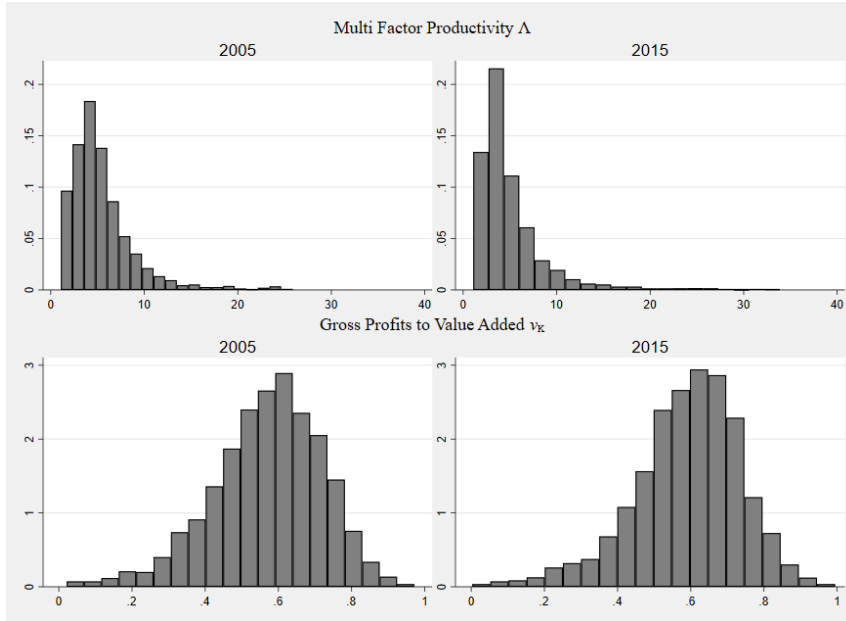 Multi Factor Productivity Λ
2005 2015
.2 .2
.15 .15
.1 .1
.05 .05
0 0
0 10 20 30 40 0 10 20 30 40
Gross Profits to Value Added νK
2005 2015
3 3
2 2
1 1
0 0
0 .2 .4 .6 .8 1 0 .2 .4 .6 .8 1